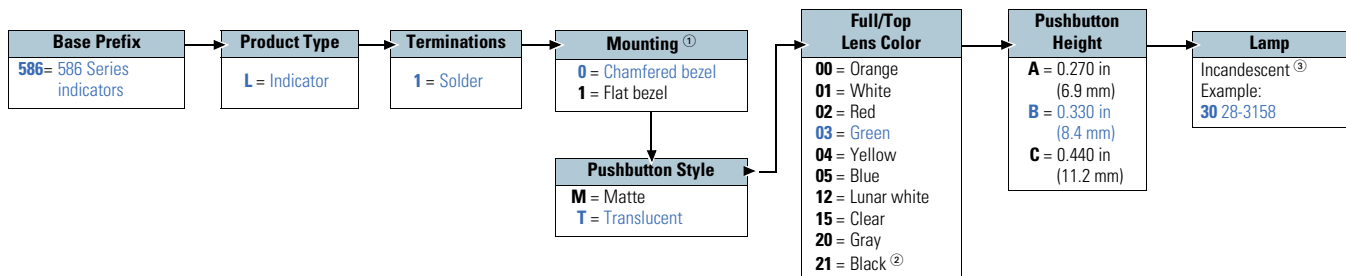 Base Prefix
586= 586 Series
indicators
Product Type
L = Indicator
Terminations
1 = Solder
Mounting ①
0 = Chamfered bezel
1 = Flat bezel
Pushbutton Style
M = Matte
T = Translucent
Full/Top
Lens Color
00 = Orange
01 = White
02 = Red
03 = Green
04 = Yellow
05 = Blue
12 = Lunar white
15 = Clear
20 = Gray
21 = Black ②
Pushbutton
Height
A = 0.270 in
(6.9 mm)
B = 0.330 in
(8.4 mm)
C = 0.440 in
(11.2 mm)
Lamp
Incandescent ③
Example:
30 28-3158